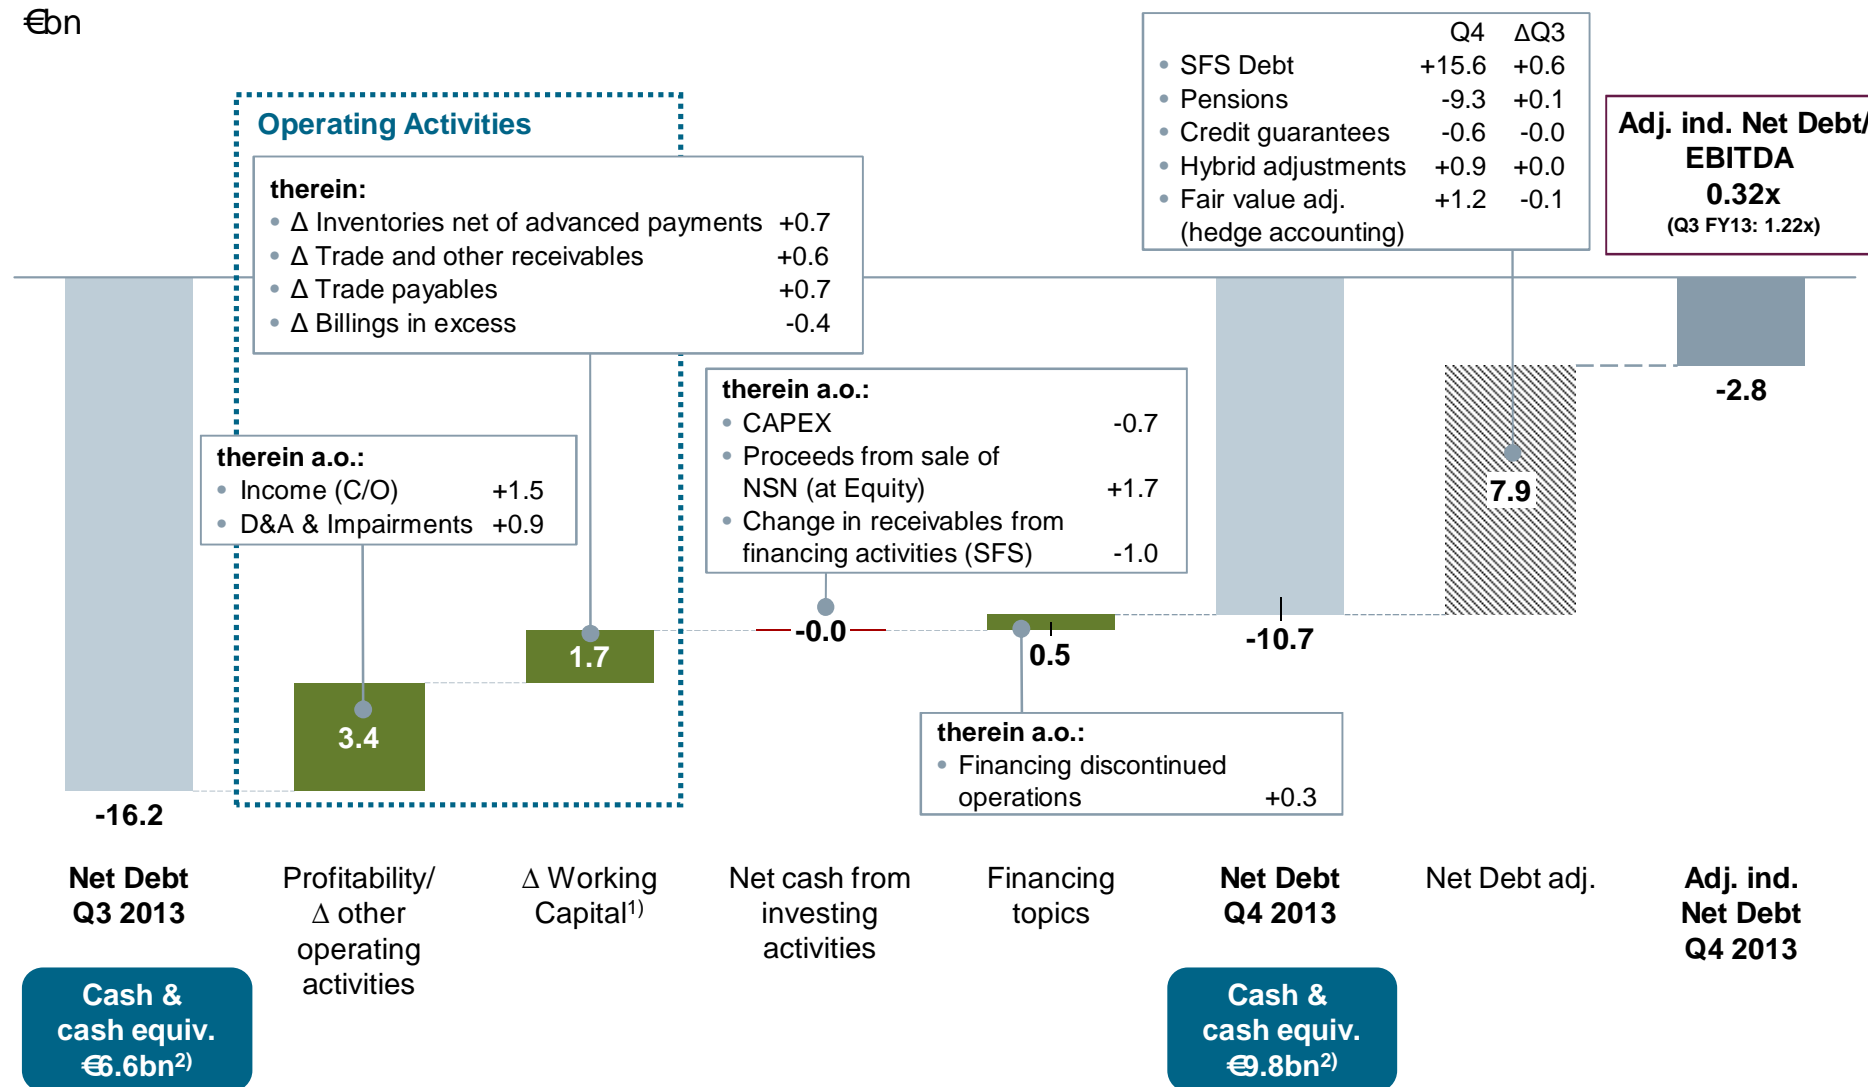 €bn
Q4 ΔQ3
• SFS Debt +15.6 +0.6
• Pensions -9.3 +0.1
• Credit guarantees -0.6 -0.0
• Hybrid adjustments +0.9 +0.0
• Fair value adj. +1.2 -0.1
(hedge accounting)
Adj. ind. Net Debt/
EBITDA
0.32x
(Q3 FY13: 1.22x)
Operating Activities
therein:
• Δ Inventories net of advanced payments +0.7
• Δ Trade and other receivables +0.6
• Δ Trade payables +0.7
• Δ Billings in excess -0.4
therein a.o.:
• Income (C/O) +1.5
• D&A & Impairments +0.9
therein a.o.:
• CAPEX -0.7
• Proceeds from sale of
NSN (at Equity) +1.7
• Change in receivables from
financing activities (SFS) -1.0
therein a.o.:
• Financing discontinued
operations +0.3
-16.2
3.4
1.7
-0.0
0.5
-10.7
7.9
-2.8
Net Debt
Q3 2013
Profitability/
Δ other
operating
activities
Δ Working
Capital1)
Net cash from
investing
activities
Financing
topics
Net Debt
Q4 2013
Net Debt adj.
Adj. ind.
Net Debt
Q4 2013
Cash &
cash equiv.
€6.6bn2)
Cash &
cash equiv.
€9.8bn2)